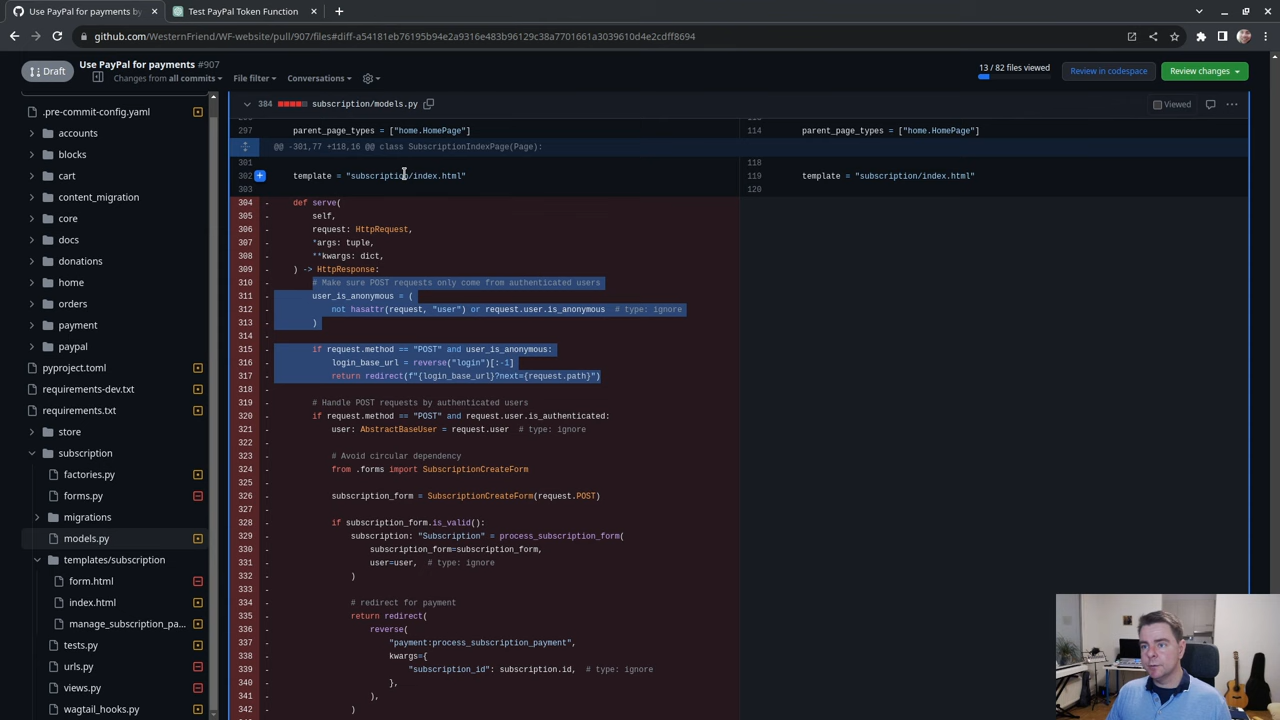 Use PayPal for payments by
Test PayPal Token Function
github.com/WesternFriend/WF-website/pull/907/files#diff-a54181eb76195b94e2a9316e483b96129c38a7701661a3039610d4e2cdff8694
Draft
Use PayPal for payments #907
Changes from all commits
File filter
Conversations
13 / 82 files viewed
Review in codespace
Review changes
.pre-commit-config.yaml
accounts
blocks
cart
content_migration
core
docs
donations
home
orders
payment
paypal
pyproject.toml
requirements-dev.txt
requirements.txt
store
subscription
factories.py
forms.py
migrations
models.py
templates/subscription
form.html
index.html
manage_subscription_pa...
tests.py
urls.py
views.py
wagtail_hooks.py
384 subscription/models.py
Viewed
297 parent_page_types = ["home.HomePage"]
114 parent_page_types = ["home.HomePage"]
@@ -301,77 +118,16 @@ class SubscriptionIndexPage(Page):
301
118
302 template = "subscription/index.html"
119 template = "subscription/index.html"
303
120
304 - def serve(
305 - self,
306 - request: HttpRequest,
307 - *args: tuple,
308 - **kwargs: dict,
309 - ) -> HttpResponse:
310 - # Make sure POST requests only come from authenticated users
311 - user_is_anonymous = (
312 - not hasattr(request, "user") or request.user.is_anonymous # type: ignore
313 - )
314 -
315 - if request.method == "POST" and user_is_anonymous:
316 - login_base_url = reverse("login")[:-1]
317 - return redirect(f"{login_base_url}?next={request.path}")
318 -
319 - # Handle POST requests by authenticated users
320 - if request.method == "POST" and request.user.is_authenticated:
321 - user: AbstractBaseUser = request.user # type: ignore
322 -
323 - # Avoid circular dependency
324 - from .forms import SubscriptionCreateForm
325 -
326 - subscription_form = SubscriptionCreateForm(request.POST)
327 -
328 - if subscription_form.is_valid():
329 - subscription: "Subscription" = process_subscription_form(
330 - subscription_form=subscription_form,
331 - user=user, # type: ignore
332 - )
333 -
334 - # redirect for payment
335 - return redirect(
336 - reverse(
337 - "payment:process_subscription_payment",
338 - kwargs={
339 - "subscription_id": subscription.id, # type: ignore
340 - },
341 - ),
342 - )